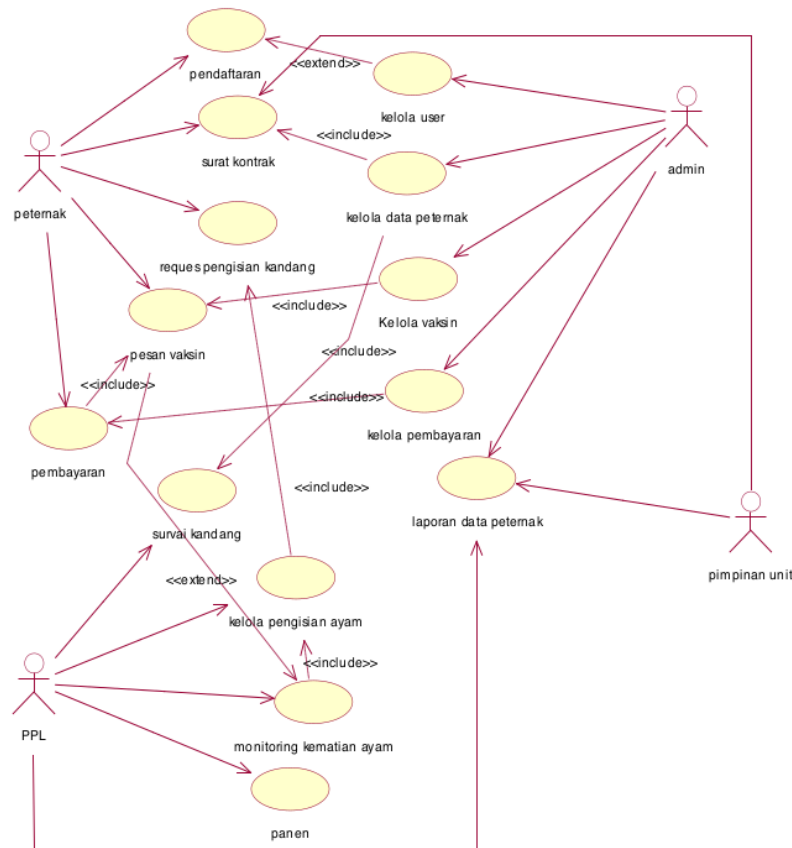 pendaftaran
<<extend>>
kelola user
surat kontrak
<<include>>
admin
peternak
kelola data peternak
reques pengisian kandang
<<include>>
Kelola vaksin
pesan vaksin
<<include>>
<<include>>
<<include>>
kelola pembayaran
pembayaran
<<include>>
laporan data peternak
survai kandang
pimpinan unit
<<extend>>
kelola pengisian ayam
<<include>>
PPL
monitoring kematian ayam
panen